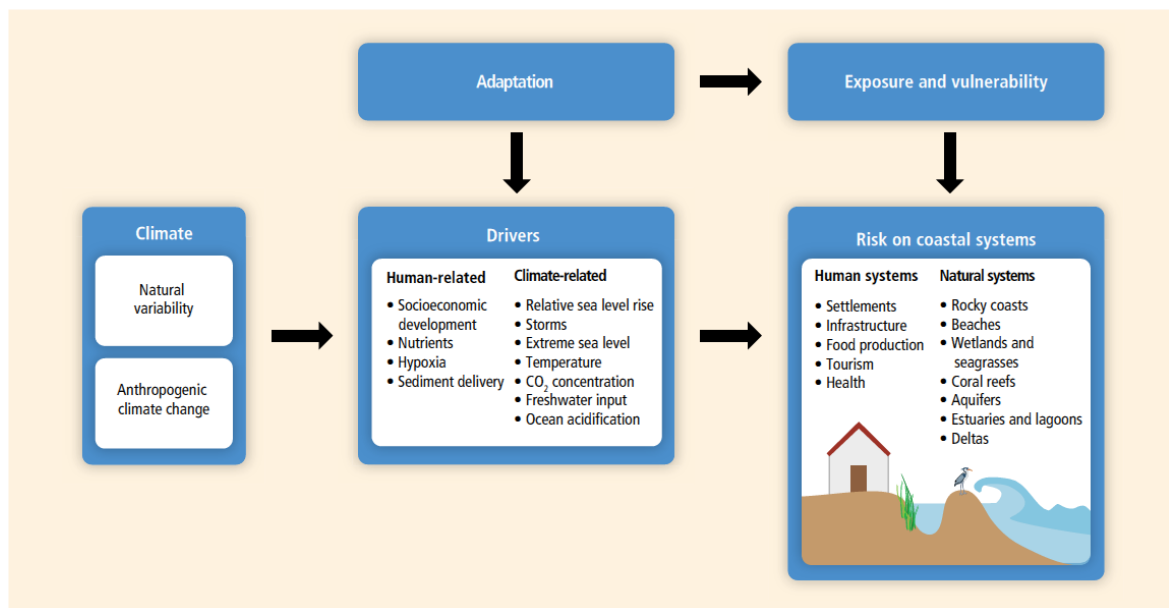 Adaptation
Exposure and vulnerability
Climate
Natural
variability
Anthropogenic
climate change
Drivers
Human-related
• Socioeconomic
development
• Nutrients
• Hypoxia
• Sediment delivery
Climate-related
• Relative sea level rise
• Storms
• Extreme sea level
• Temperature
• CO₂ concentration
• Freshwater input
• Ocean acidification
Risk on coastal systems
Human systems
• Settlements
• Infrastructure
• Food production
• Tourism
• Health
Natural systems
• Rocky coasts
• Beaches
• Wetlands and
seagrasses
• Coral reefs
• Aquifers
• Estuaries and lagoons
• Deltas